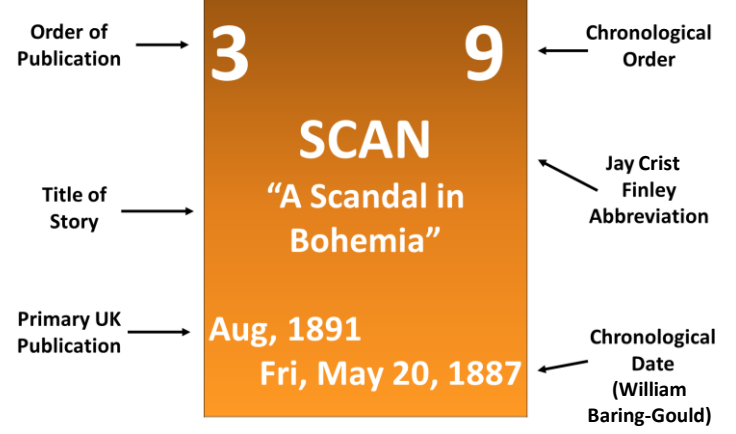 Order of
Publication
3
9
Chronological
Order
SCAN
Jay Crist
Finley
Abbreviation
Title of
Story
“A Scandal in
Bohemia”
Primary UK
Publication
Aug, 1891
Fri, May 20, 1887
Chronological
Date
(William
Baring-Gould)